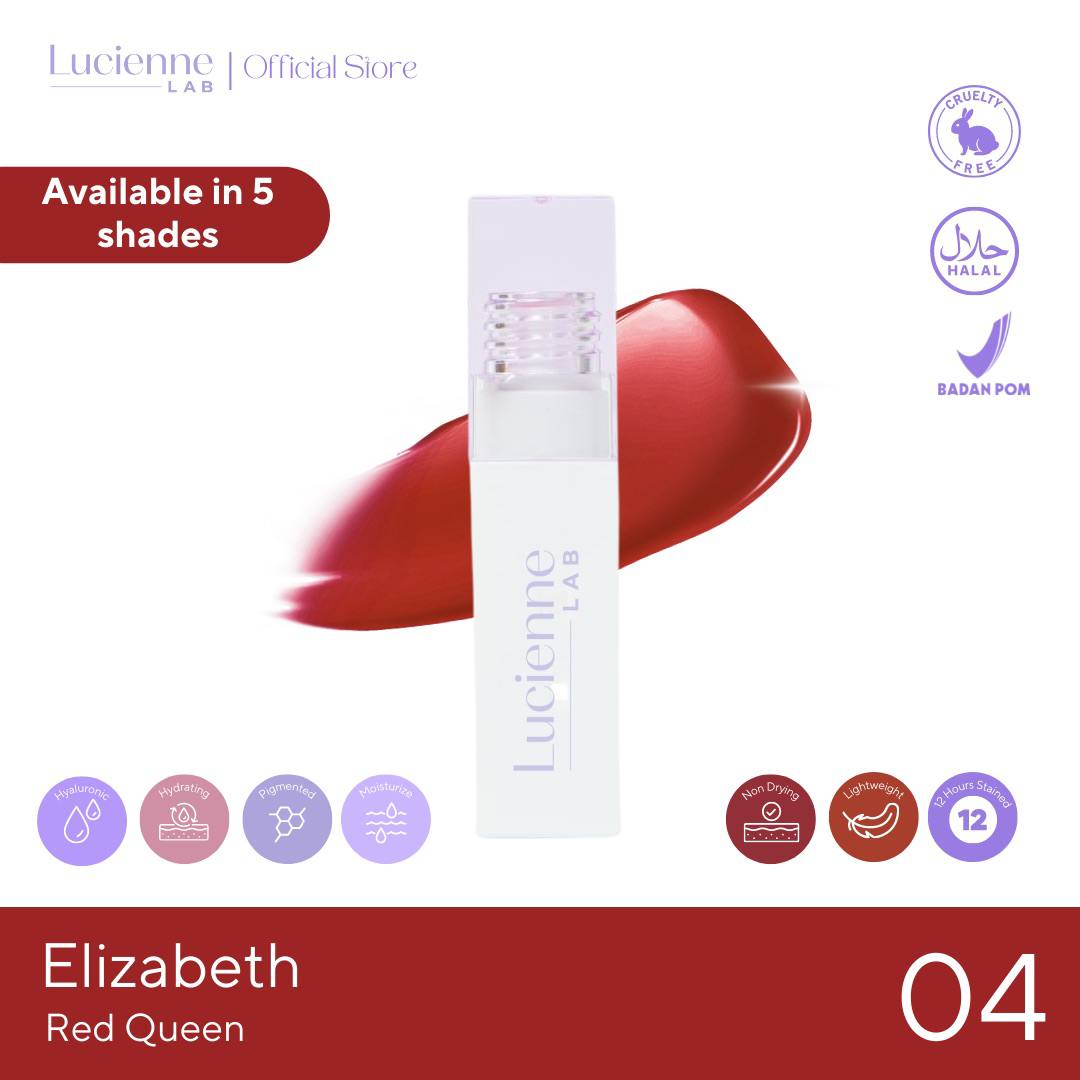 Lucienne
LAB
Official Store
CRUELTY
FREE
Available in 5
shades
حلال
HALAL
BADAN POM
Lucienne
LAB
Hyaluronic
Hydrating
Pigmented
Moisturize
Non Drying
Lightweight
12 Hours Stained
12
Elizabeth
Red Queen
04